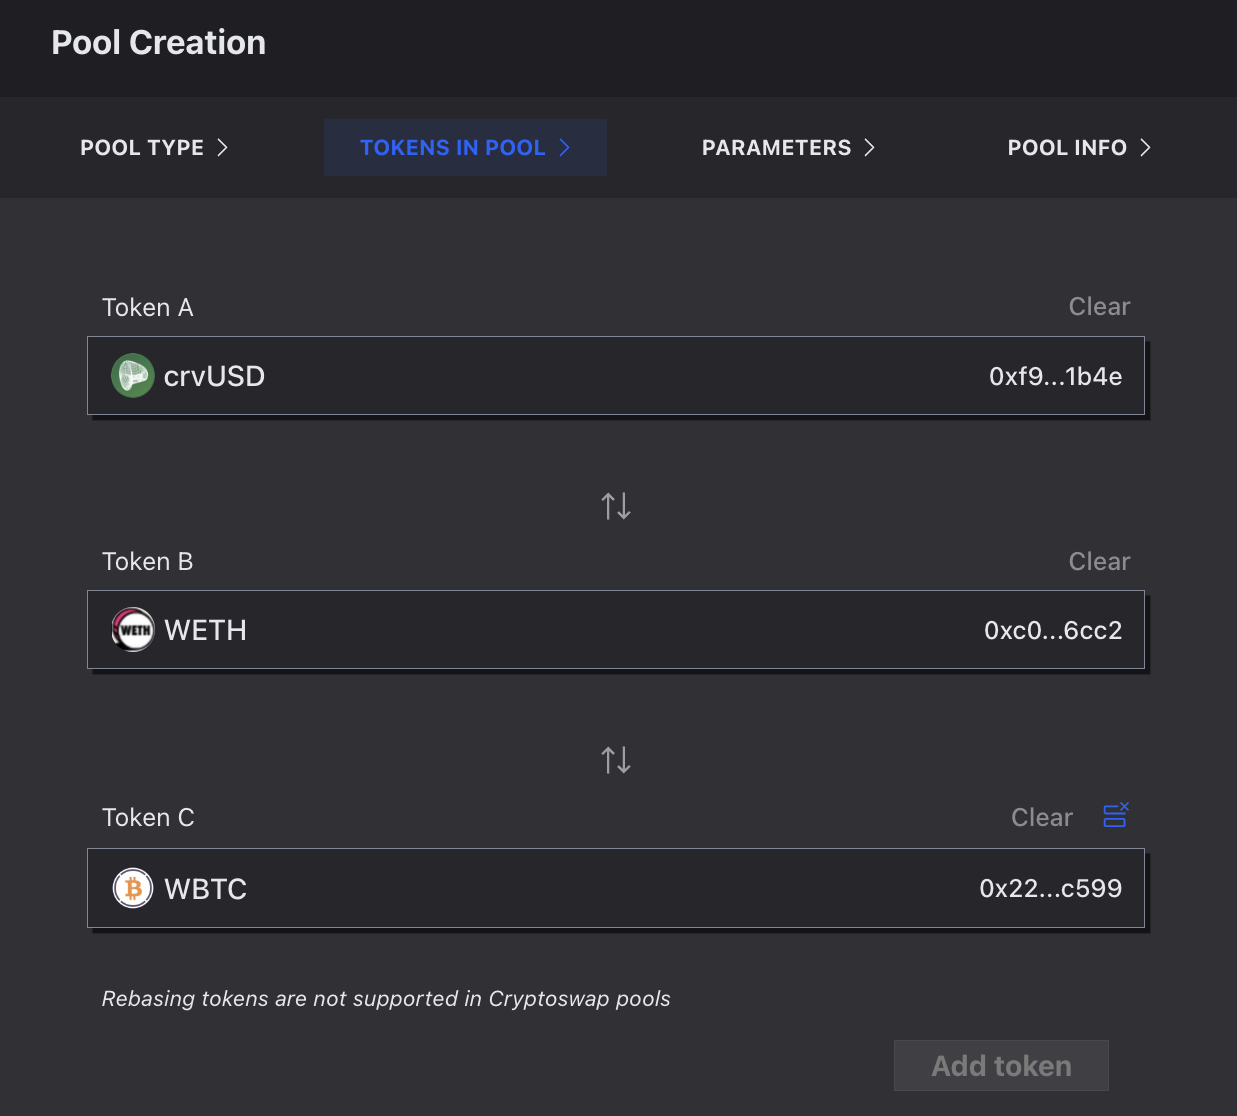 Pool Creation
POOL TYPE
TOKENS IN POOL
PARAMETERS
POOL INFO
Token A
Clear
crvUSD
0xf9...1b4e
Token B
Clear
WETH
WETH
0xc0...6cc2
Token C
Clear
WBTC
0x22...c599
Rebasing tokens are not supported in Cryptoswap pools
Add token